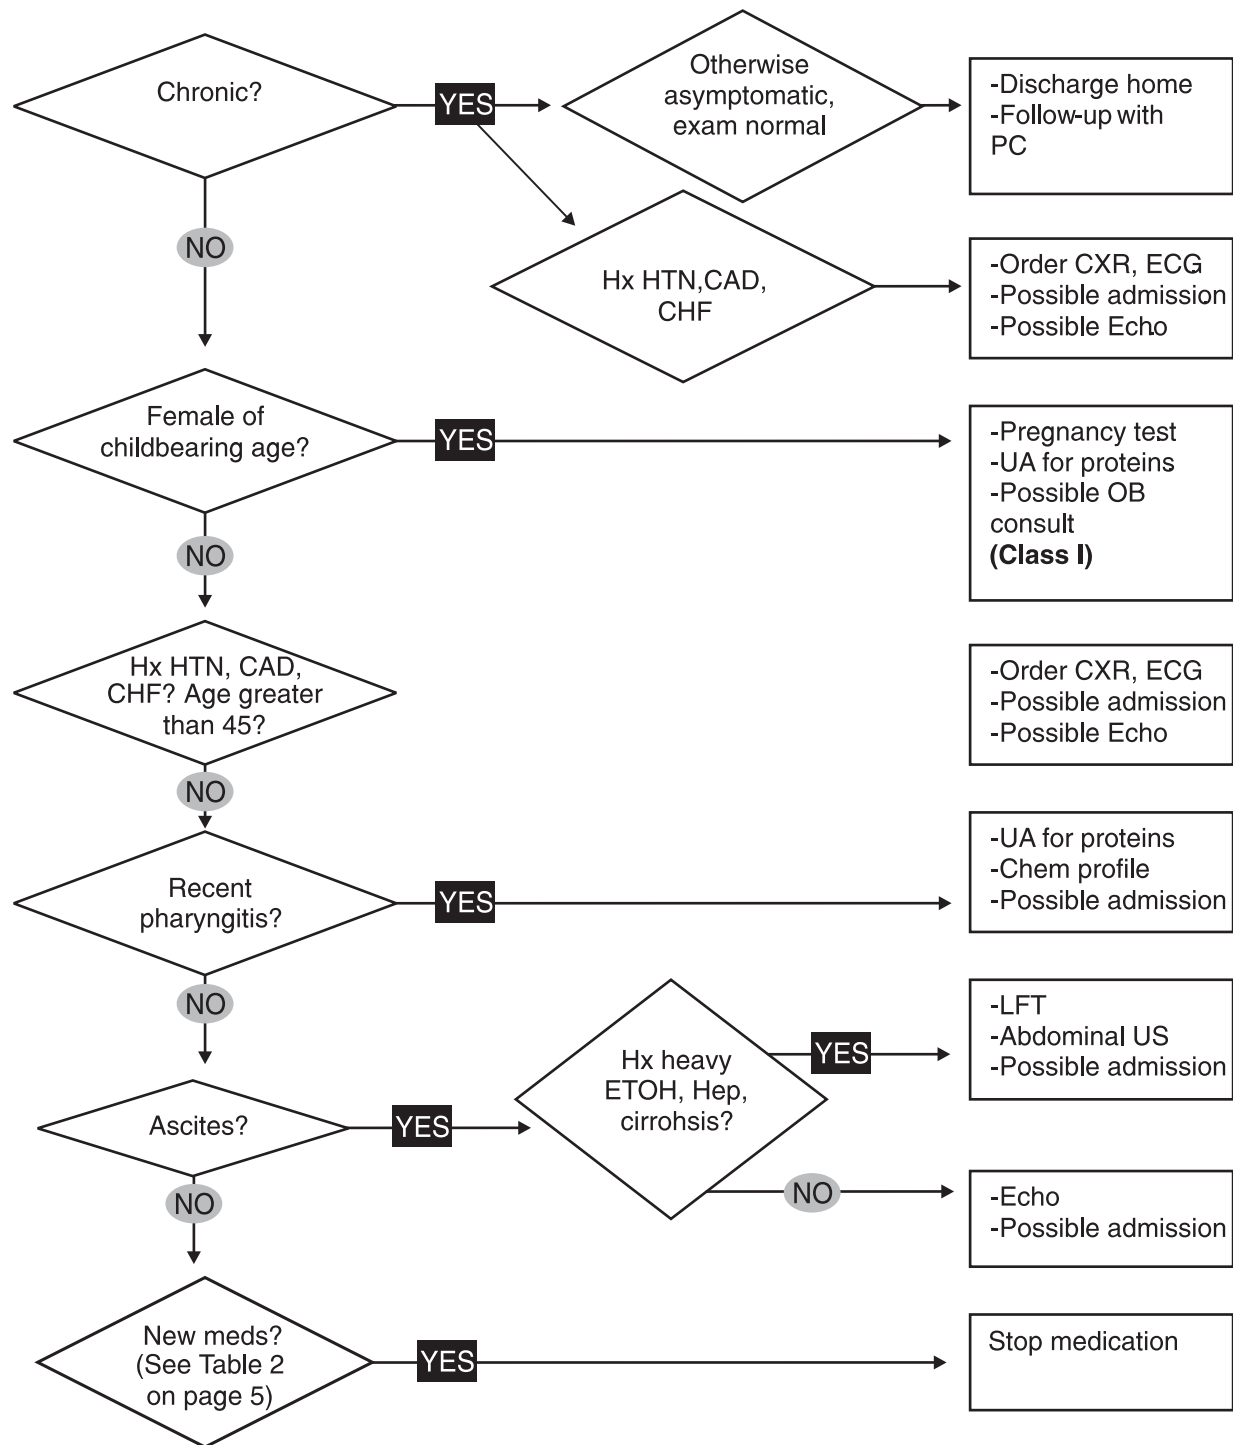 Chronic?
YES
Otherwise
asymptomatic,
exam normal
-Discharge home
-Follow-up with
PC
NO
Hx HTN,CAD,
CHF
-Order CXR, ECG
-Possible admission
-Possible Echo
Female of
childbearing age?
YES
-Pregnancy test
-UA for proteins
-Possible OB
consult
(Class I)
NO
Hx HTN, CAD,
CHF? Age greater
than 45?
-Order CXR, ECG
-Possible admission
-Possible Echo
NO
Recent
pharyngitis?
YES
-UA for proteins
-Chem profile
-Possible admission
NO
Ascites?
YES
Hx heavy
ETOH, Hep,
cirrohsis?
YES
-LFT
-Abdominal US
-Possible admission
NO
-Echo
-Possible admission
NO
New meds?
(See Table 2
on page 5)
YES
Stop medication